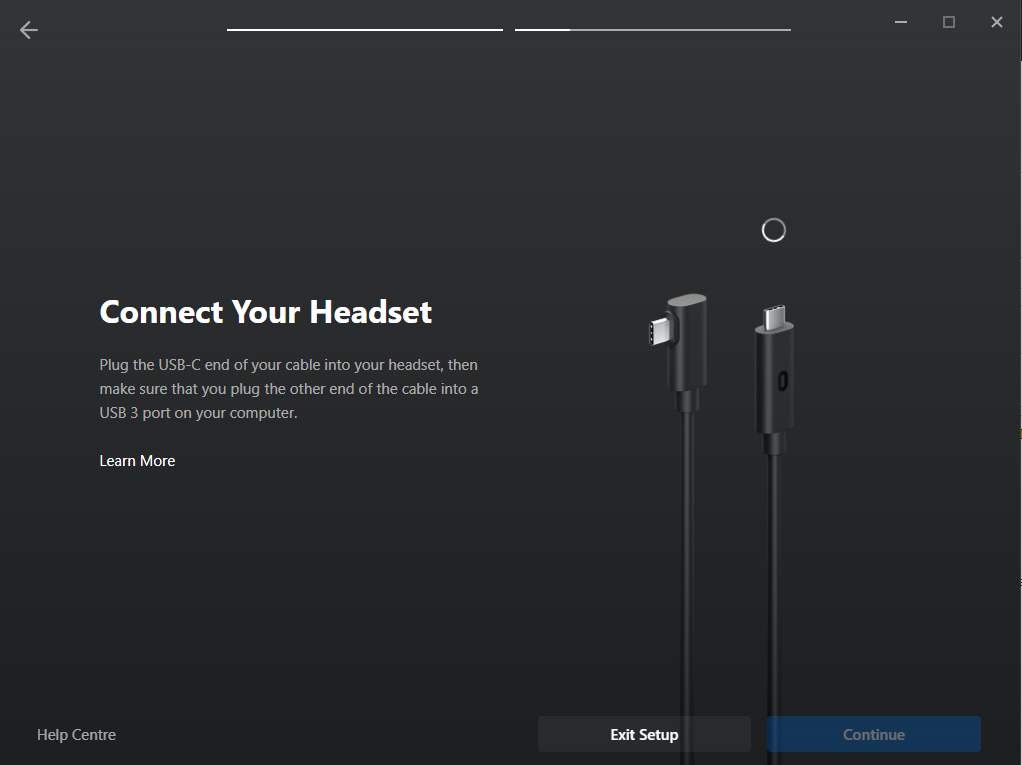 Connect Your Headset
Plug the USB-C end of your cable into your headset, then
make sure that you plug the other end of the cable into a
USB 3 port on your computer.
Learn More
Help Centre
Exit Setup
Continue